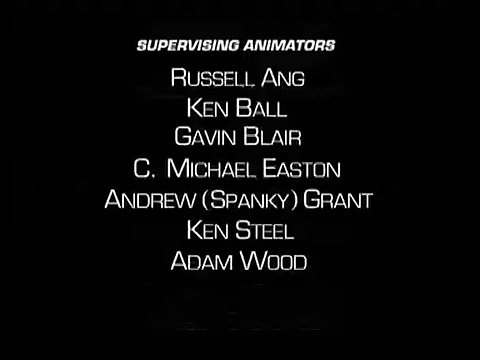 SUPERVISING ANIMATORS
RUSSELL ANG
KEN BALL
GAVIN BLAIR
C. MICHAEL EASTON
ANDREW (SPANKY) GRANT
KEN STEEL
ADAM WOOD